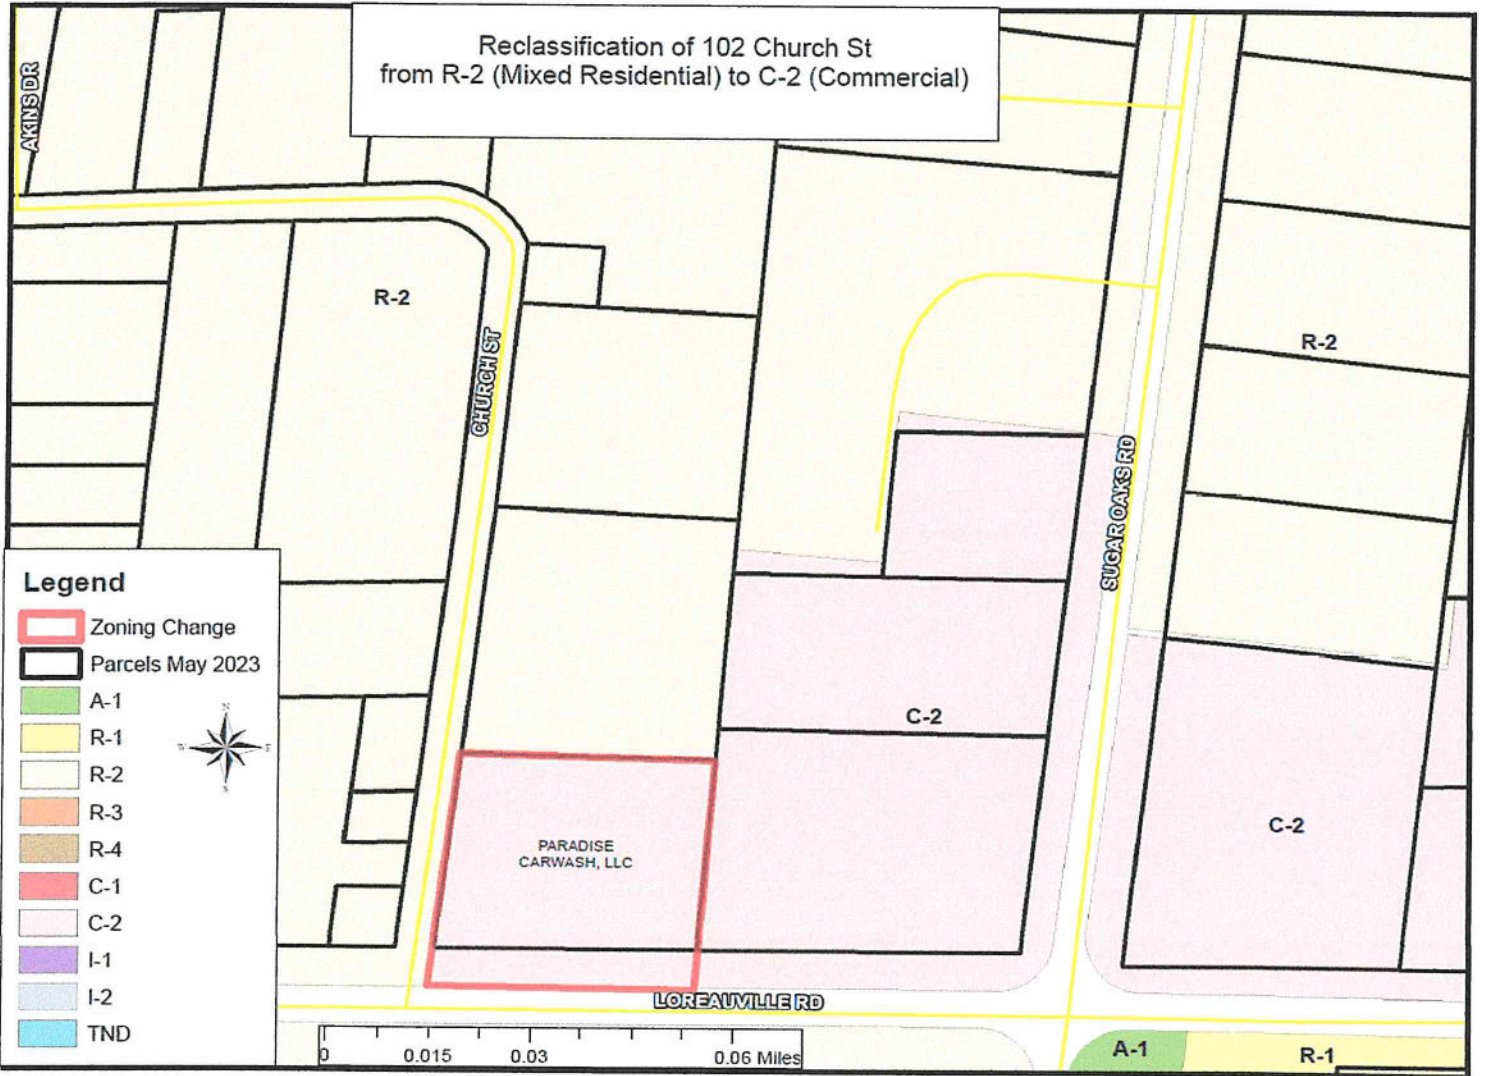 Reclassification of 102 Church St
from R-2 (Mixed Residential) to C-2 (Commercial)
AKINS DR
R-2
CHURCH ST
R-2
SUGAR OAKS RD
C-2
C-2
PARADISE
CARWASH, LLC
LOREAUVILLE RD
A-1
R-1
Legend
Zoning Change
Parcels May 2023
A-1
R-1
R-2
R-3
R-4
C-1
C-2
I-1
I-2
TND
N
W
E
S
0 0.015 0.03 0.06 Miles